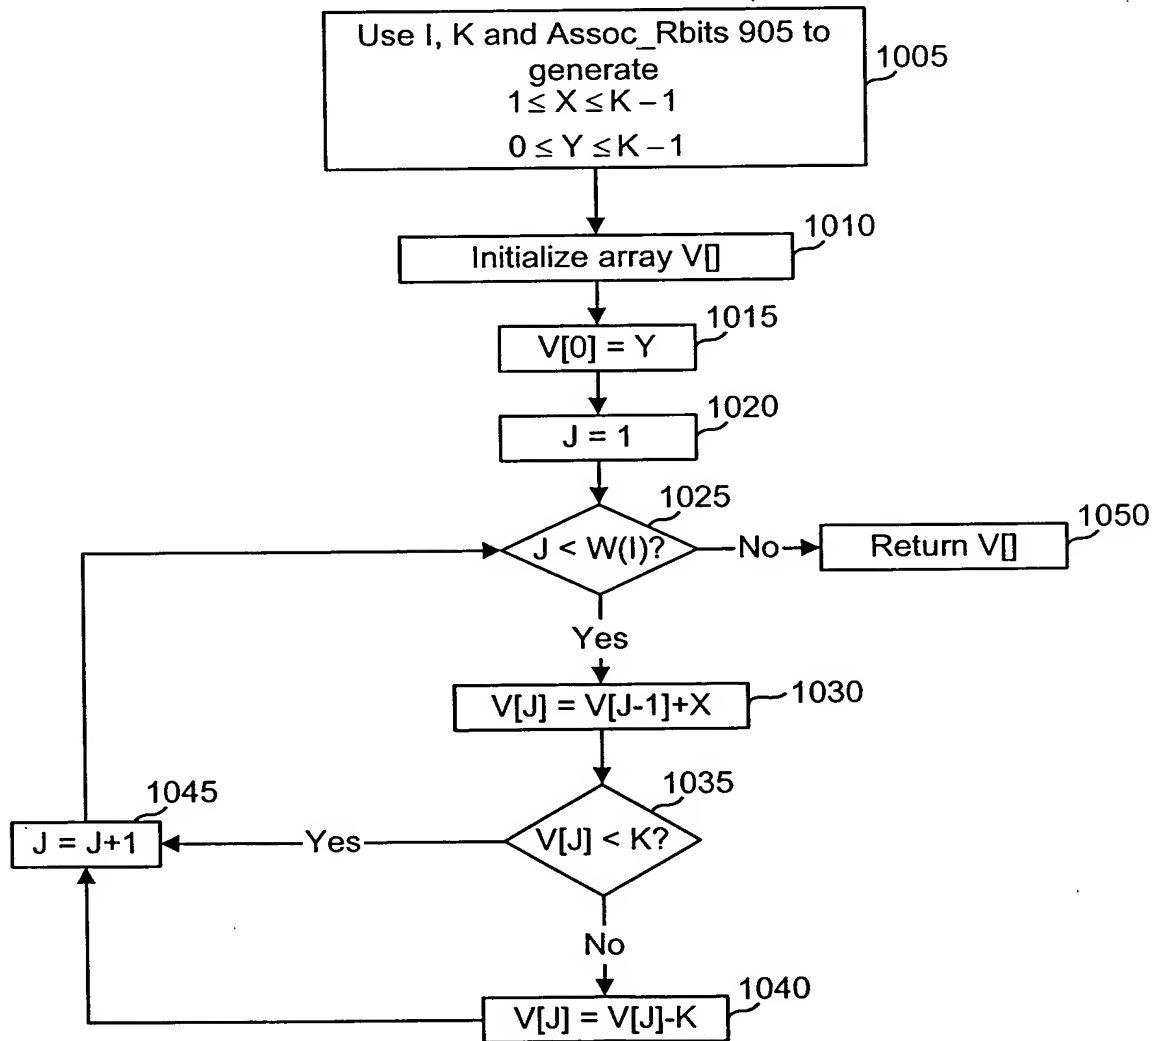 Use I, K and Assoc_Rbits 905 to
generate
1 ≤ X ≤ K – 1
0 ≤ Y ≤ K – 1
1005
Initialize array V[]
1010
V[0] = Y
1015
J = 1
1020
J < W(I)?
1025
No
Return V[]
1050
Yes
V[J] = V[J-1]+X
1030
V[J] < K?
1035
Yes
J = J+1
1045
No
V[J] = V[J]-K
1040